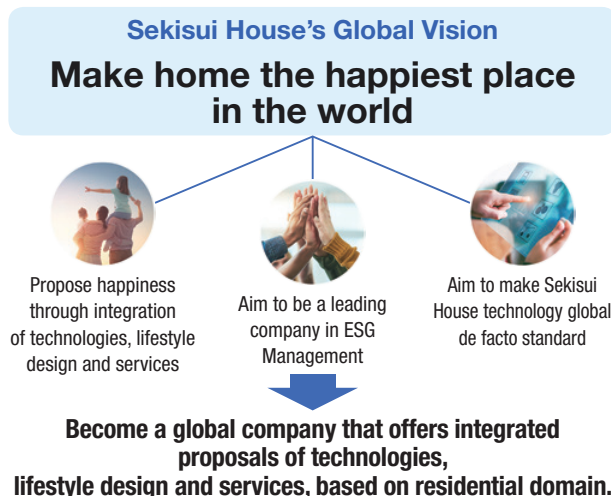 Sekisui House’s Global Vision
Make home the happiest place
in the world
Propose happiness
through integration
of technologies, lifestyle
design and services
Aim to be a leading
company in ESG
Management
Aim to make Sekisui
House technology global
de facto standard
Become a global company that offers integrated
proposals of technologies,
lifestyle design and services, based on residential domain.